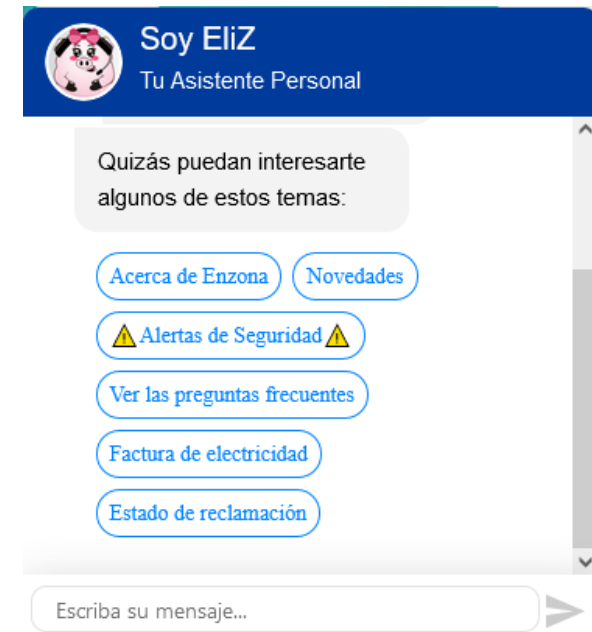 Soy EliZ
Tu Asistente Personal
Quizás puedan interesarte
algunos de estos temas:
Acerca de Enzona
Novedades
⚠Alertas de Seguridad⚠
Ver las preguntas frecuentes
Factura de electricidad
Estado de reclamación
Escriba su mensaje...